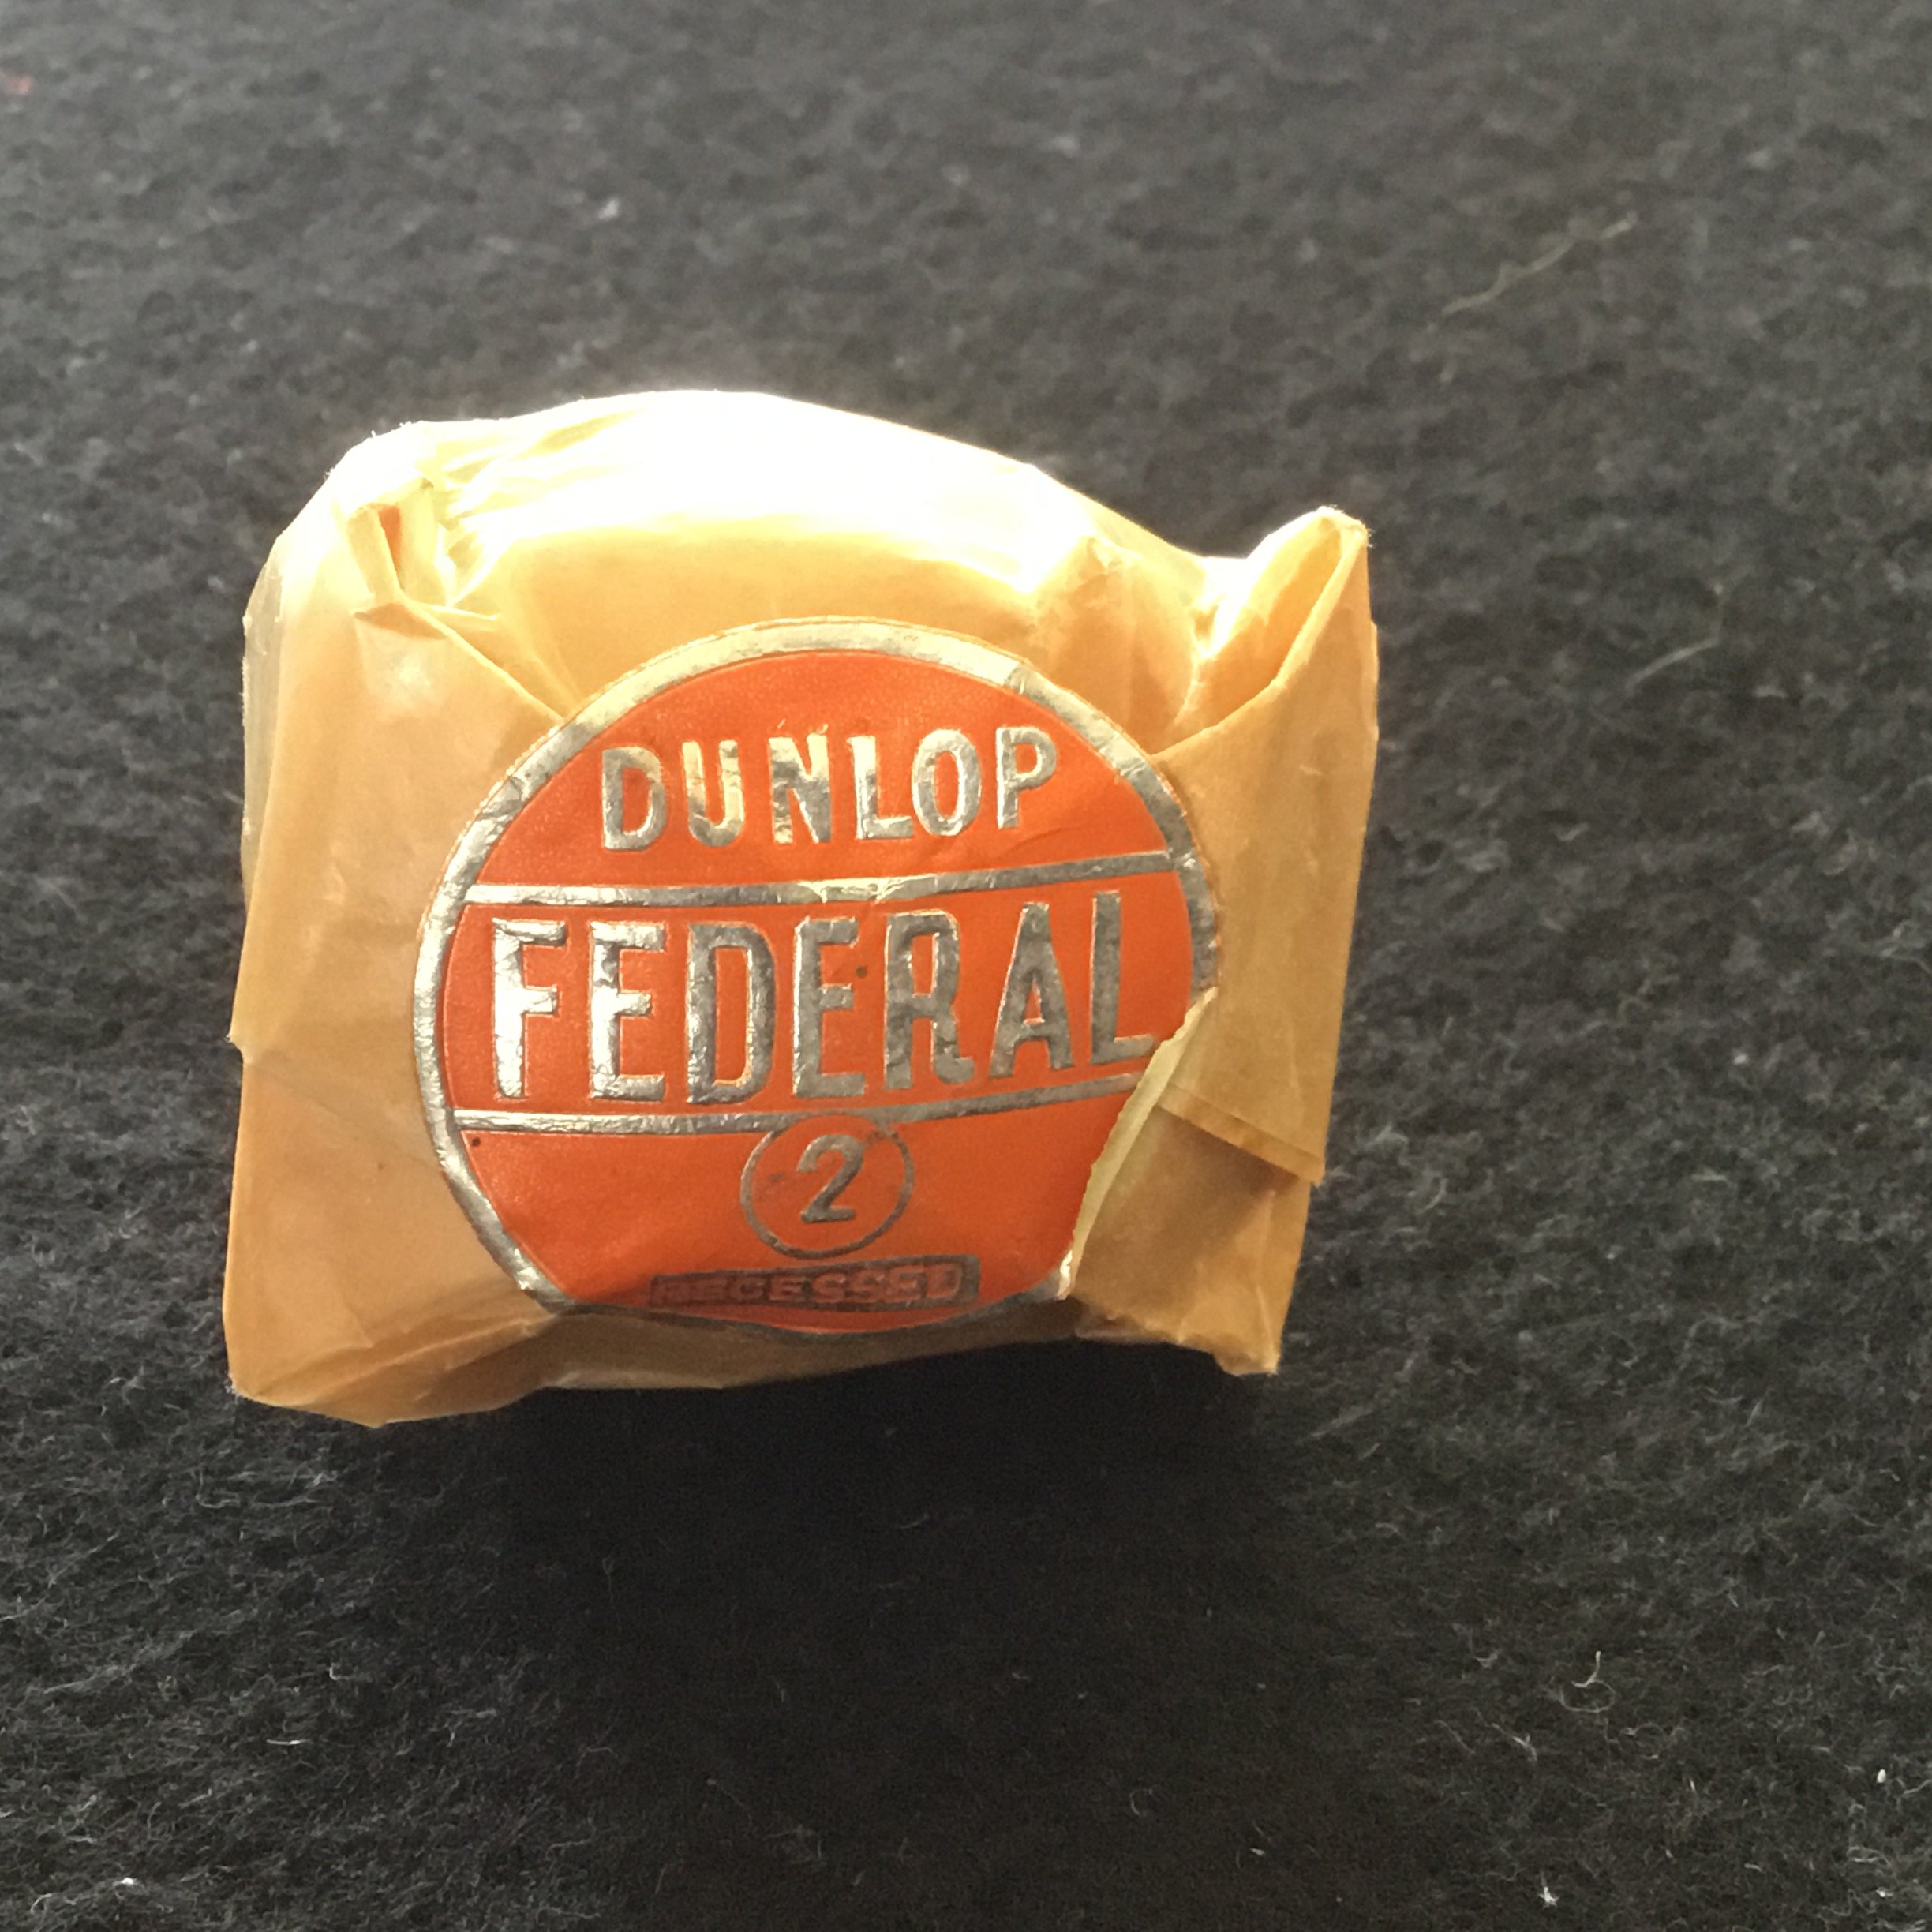 DUNLOP
FEDERAL
2
RECESSED